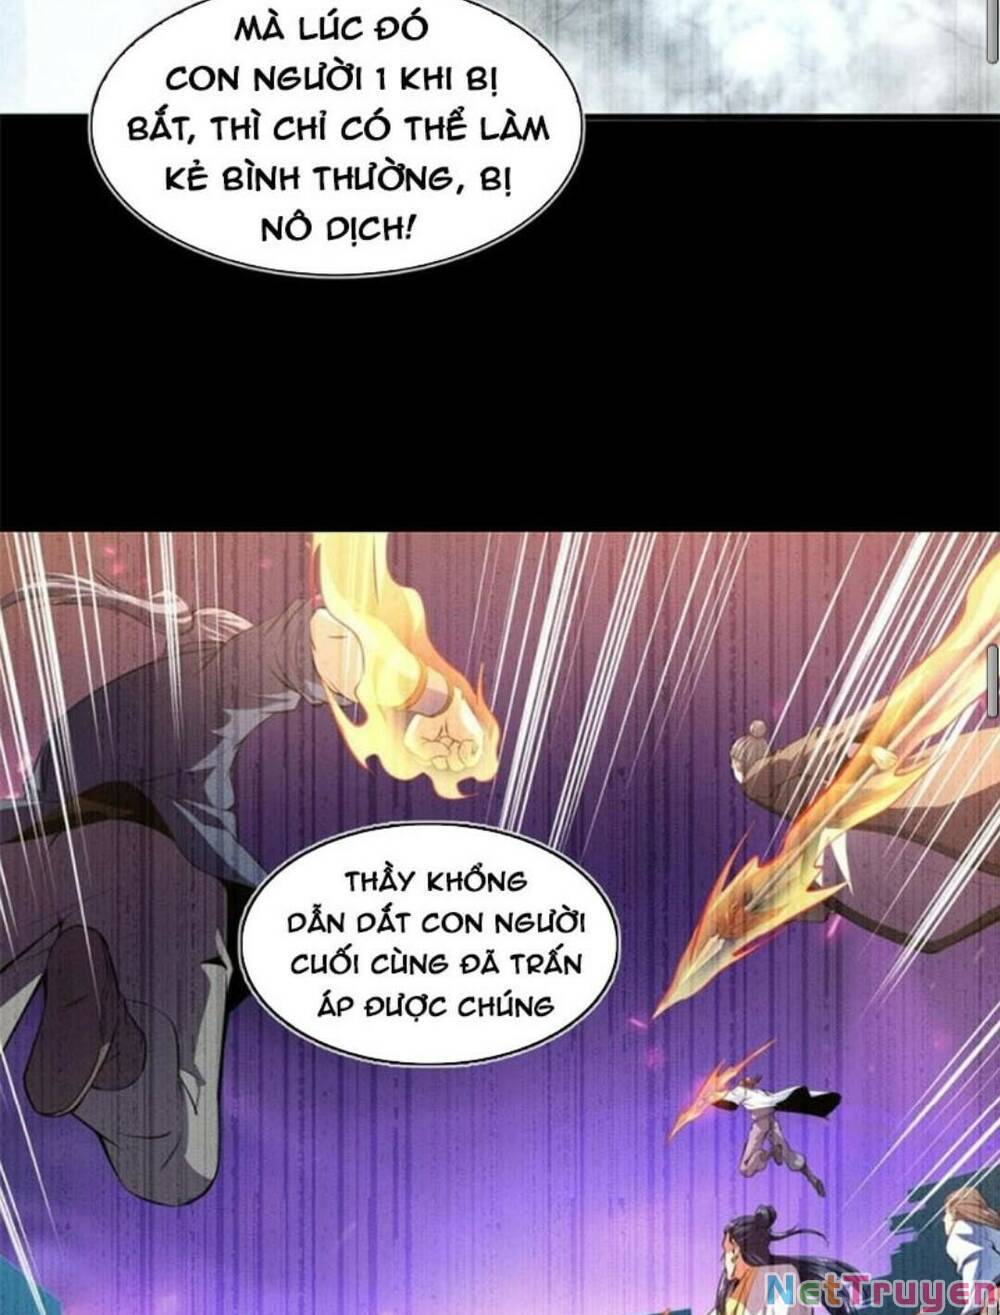 MÀ LÚC ĐÓ
CON NGƯỜI 1 KHI BỊ
BẮT, THÌ CHỈ CÓ THỂ LÀM
KẺ BÌNH THƯỜNG, BỊ
NÔ DỊCH!
THẦY KHỔNG
DẪN DẮT CON NGƯỜI
CUỐI CÙNG ĐÃ TRẤN
ÁP ĐƯỢC CHÚNG
NetTruyen